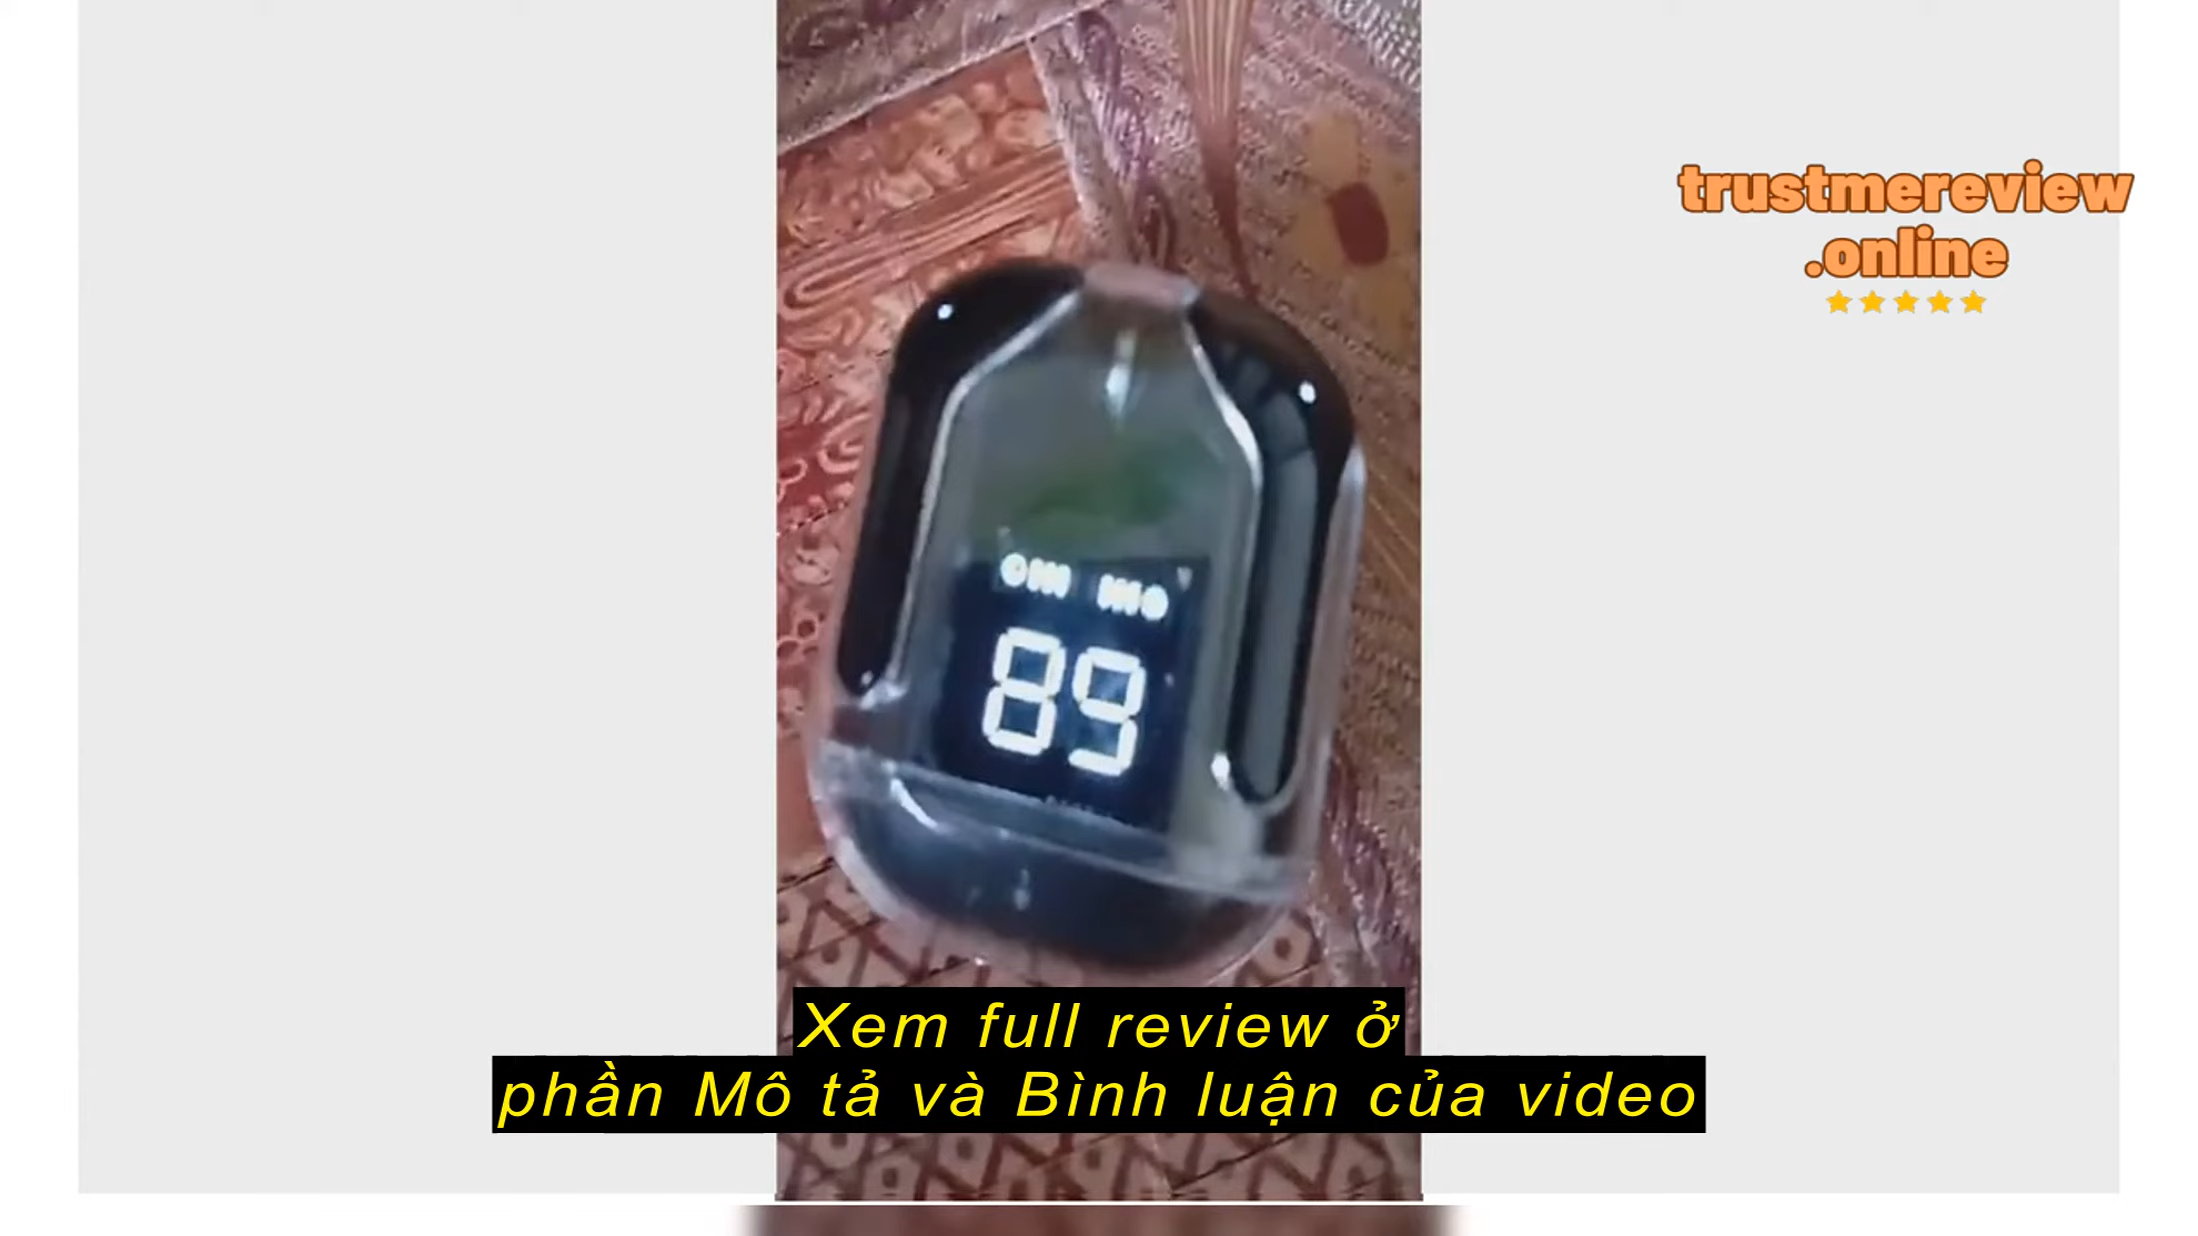 trustmereview
.online
89
Xem full review ở
phần Mô tả và Bình luận của video